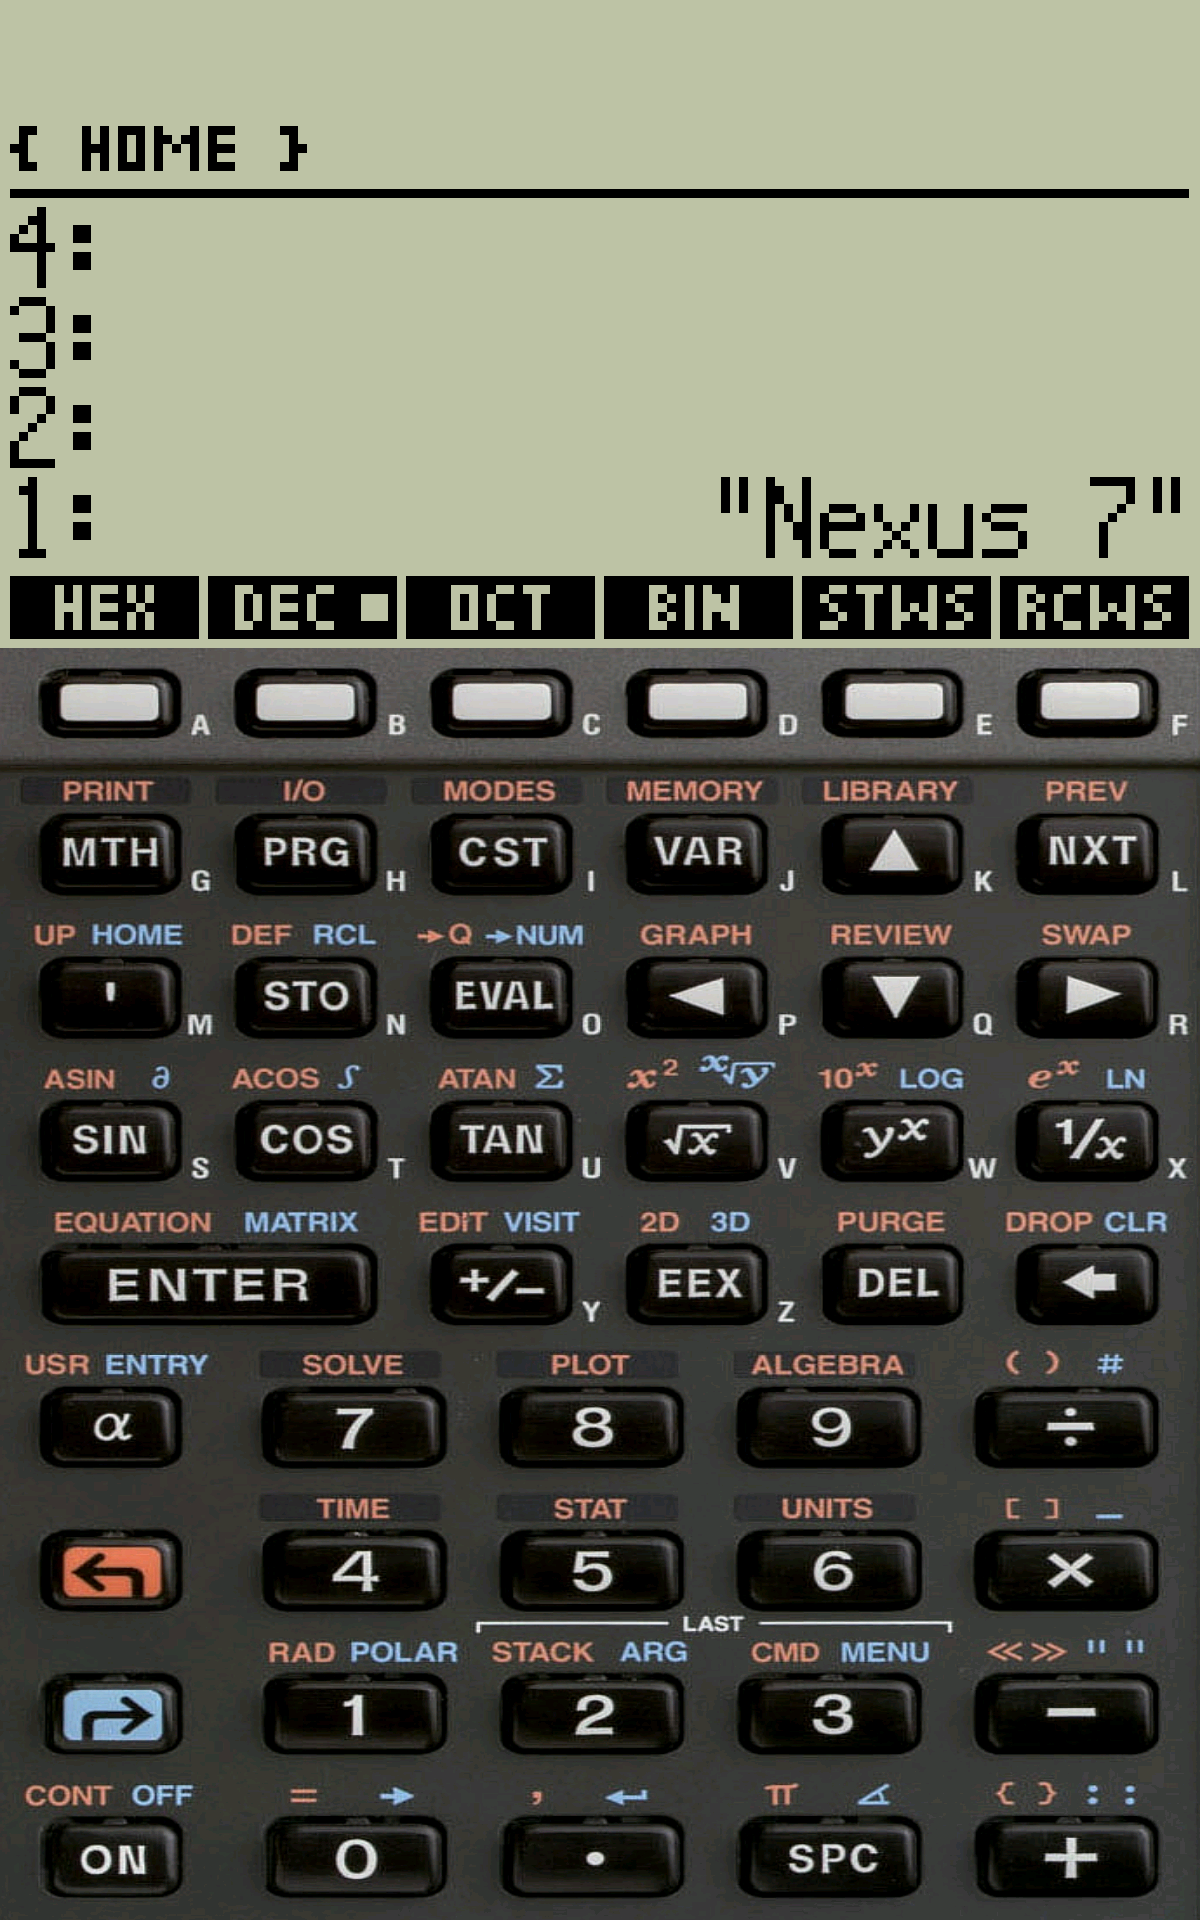 { HOME }
4:
3:
2:
1: "Nexus 7"
HEX DEC ■ OCT BIN STWS RCWS
A B C D E F
PRINT I/O MODES MEMORY LIBRARY PREV
MTH G PRG H CST I VAR J ▲ K NXT L
UP HOME DEF RCL →Q →NUM GRAPH REVIEW SWAP
' M STO N EVAL O ◀ P ▼ Q ▶ R
ASIN ∂ ACOS ∫ ATAN Σ x² ˣ√y 10ˣ LOG eˣ LN
SIN S COS T TAN U √x V yˣ W 1/x X
EQUATION MATRIX EDIT VISIT 2D 3D PURGE DROP CLR
ENTER +/− Y EEX Z DEL ←
USR ENTRY SOLVE PLOT ALGEBRA ( ) #
α 7 8 9 ÷
TIME STAT UNITS [ ] _
↰ 4 5 6 ×
LAST
RAD POLAR STACK ARG CMD MENU ≪≫ " "
↱ 1 2 3 −
CONT OFF = → , ↵ π ∡ { } : :
ON 0 . SPC +